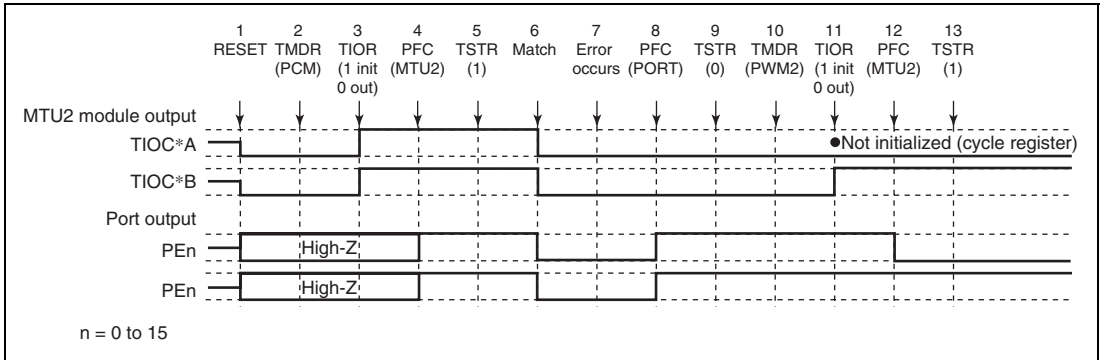 1 2 3 4 5 6 7 8 9 10 11 12 13
RESET TMDR TIOR PFC TSTR Match Error PFC TSTR TMDR TIOR PFC TSTR
(PCM) (1 init (MTU2) (1) occurs (PORT) (0) (PWM2) (1 init (MTU2) (1)
0 out) 0 out)
MTU2 module output
TIOC*A
●Not initialized (cycle register)
TIOC*B
Port output
PEn
High-Z
PEn
High-Z
n = 0 to 15